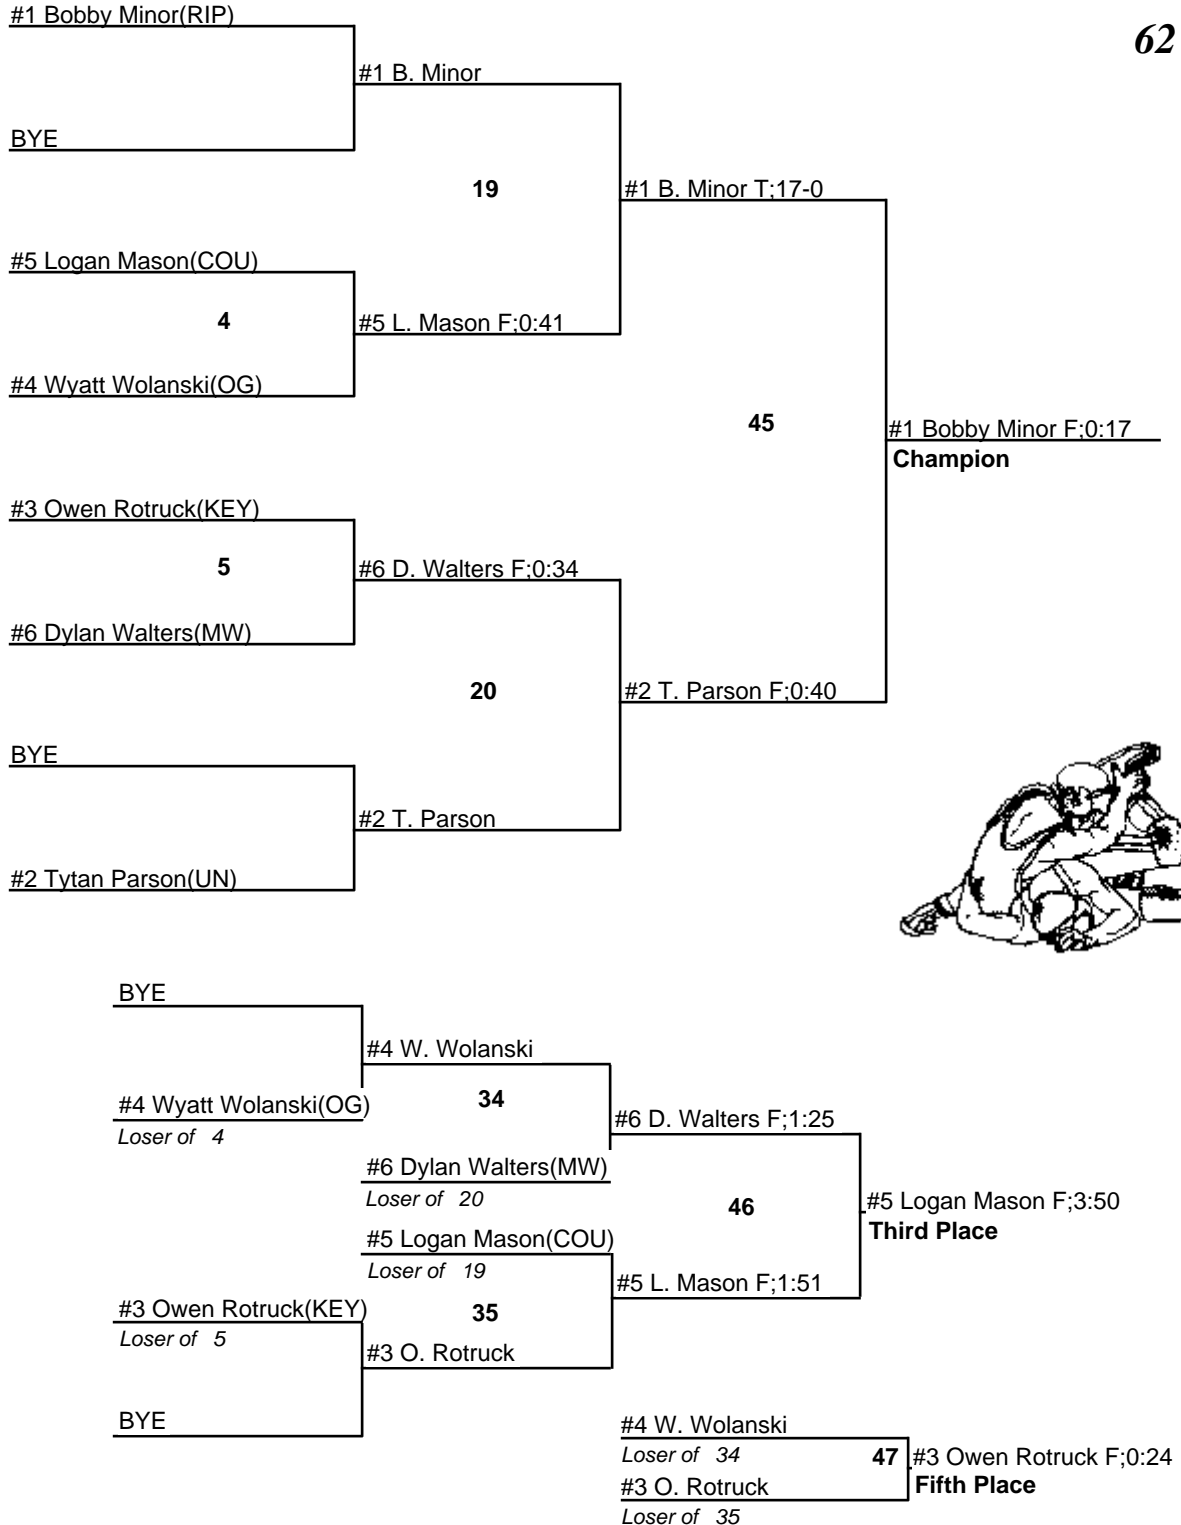 #1 Bobby Minor(RIP)
62
#1 B. Minor
BYE
19
#1 B. Minor T;17-0
#5 Logan Mason(COU)
4
#5 L. Mason F;0:41
#4 Wyatt Wolanski(OG)
45
#1 Bobby Minor F;0:17
Champion
#3 Owen Rotruck(KEY)
5
#6 D. Walters F;0:34
#6 Dylan Walters(MW)
20
#2 T. Parson F;0:40
BYE
#2 T. Parson
#2 Tytan Parson(UN)
BYE
#4 W. Wolanski
#4 Wyatt Wolanski(OG)
Loser of 4
34
#6 D. Walters F;1:25
#6 Dylan Walters(MW)
Loser of 20
46
#5 Logan Mason F;3:50
Third Place
#5 Logan Mason(COU)
Loser of 19
#5 L. Mason F;1:51
#3 Owen Rotruck(KEY)
Loser of 5
35
#3 O. Rotruck
BYE
#4 W. Wolanski
Loser of 34
47
#3 Owen Rotruck F;0:24
Fifth Place
#3 O. Rotruck
Loser of 35